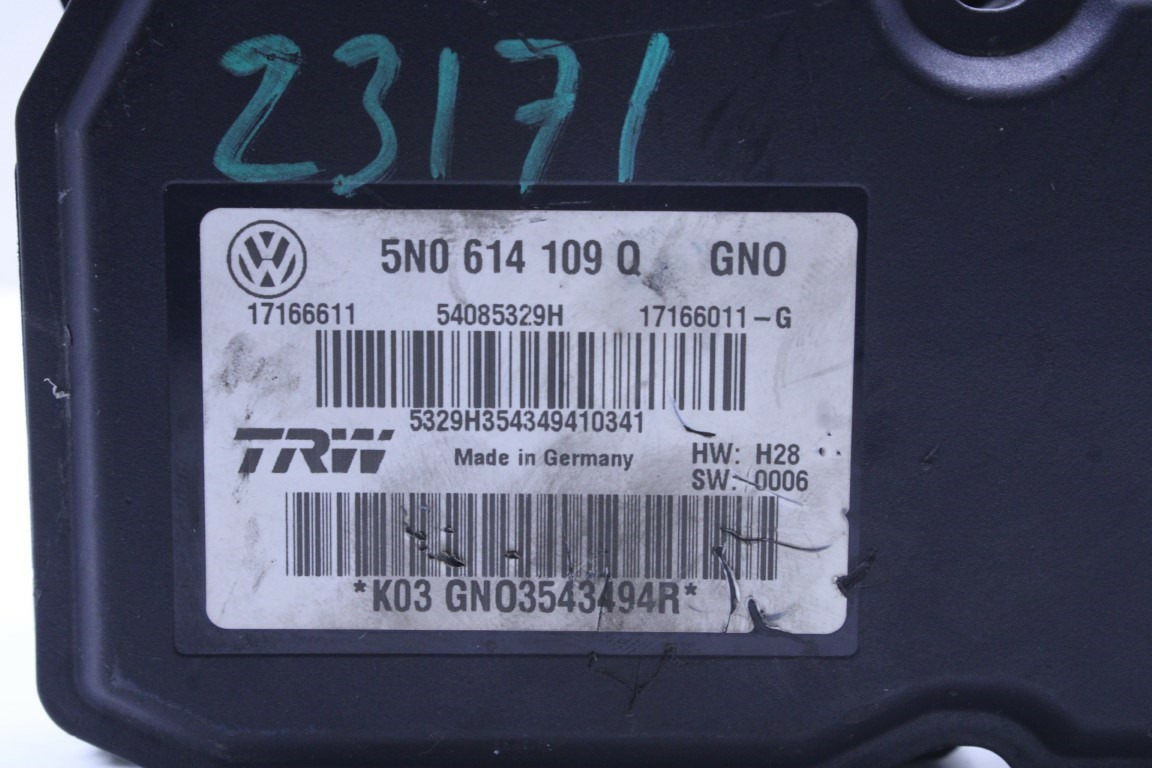 23171
5N0 614 109 Q GNO
17166611 54085329H 17166011-G
5329H354349410341
TRW Made in Germany HW: H28
SW: 0006
*K03 GNO3543494R*